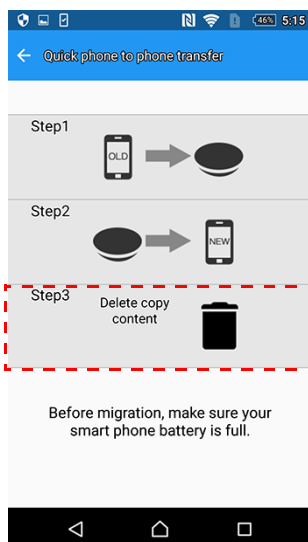 46% 5:15
Quick phone to phone transfer
Step1
OLD
Step2
NEW
Step3
Delete copy
content
Before migration, make sure your
smart phone battery is full.